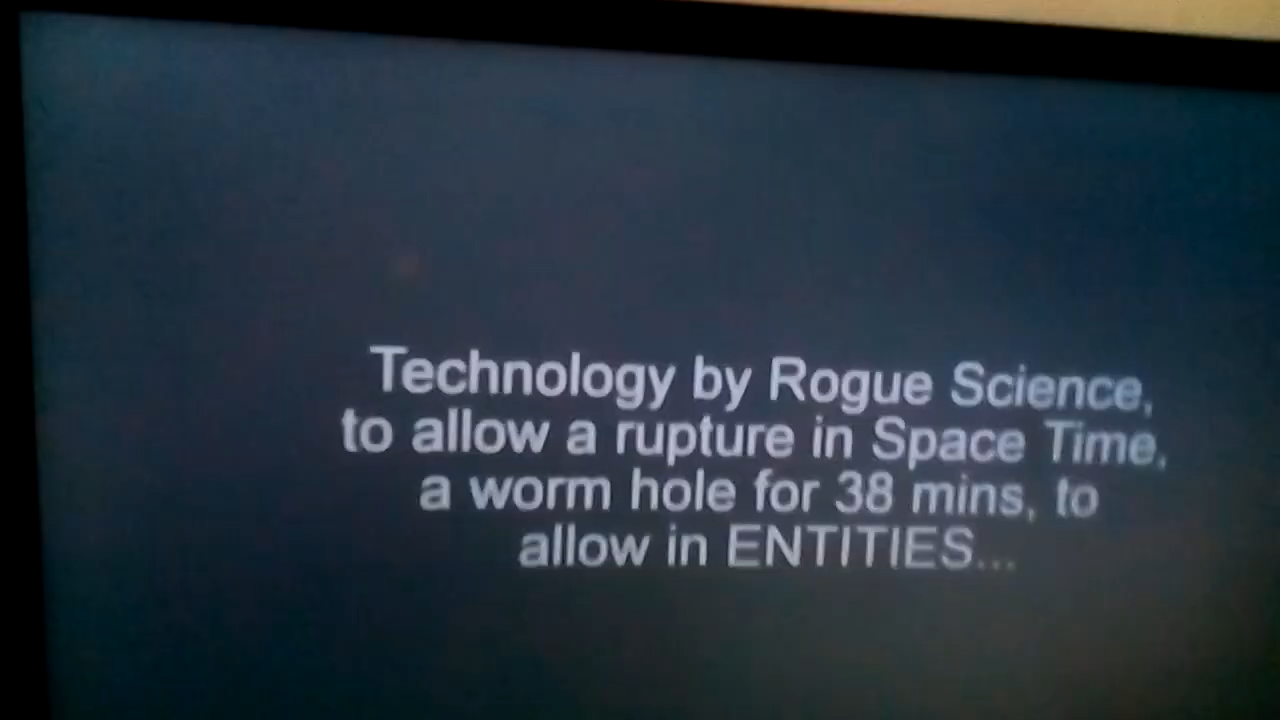 Technology by Rogue Science,
to allow a rupture in Space Time,
a worm hole for 38 mins, to
allow in ENTITIES...